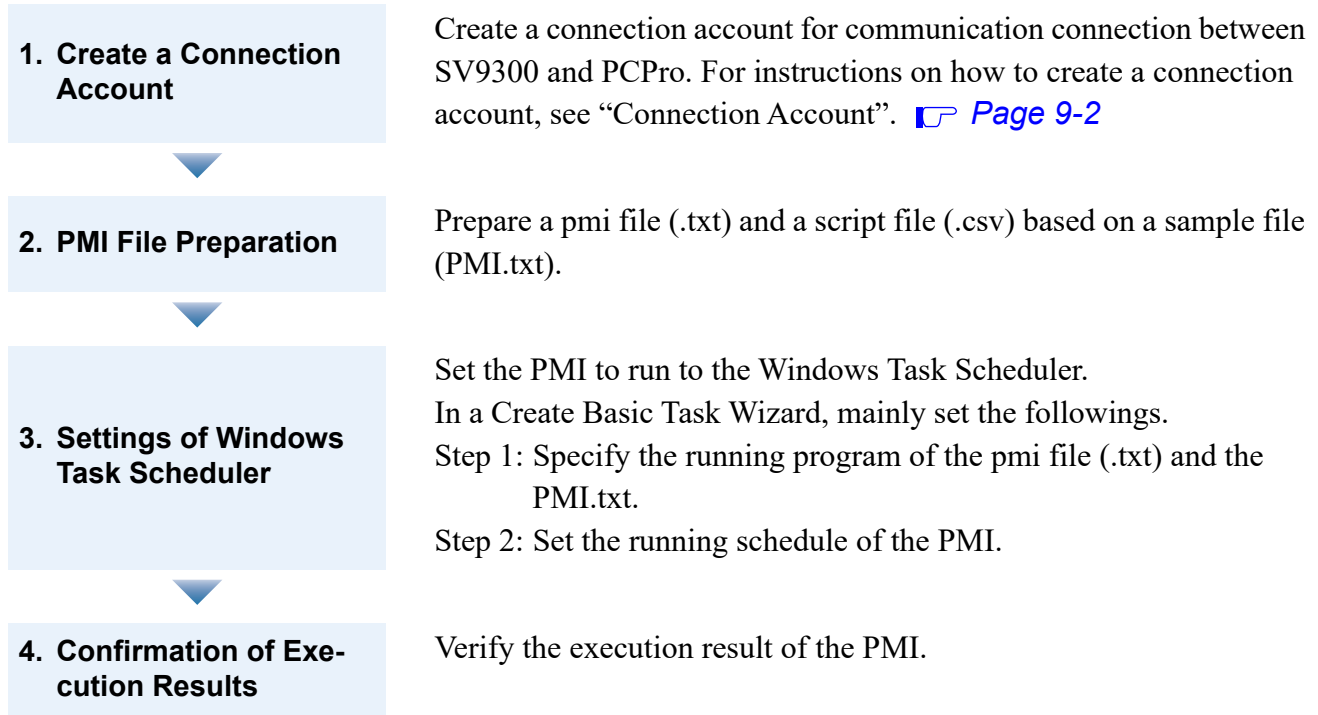 1. Create a Connection
Account
Create a connection account for communication connection between
SV9300 and PCPro. For instructions on how to create a connection
account, see “Connection Account”. Page 9-2
2. PMI File Preparation
Prepare a pmi file (.txt) and a script file (.csv) based on a sample file
(PMI.txt).
3. Settings of Windows
Task Scheduler
Set the PMI to run to the Windows Task Scheduler.
In a Create Basic Task Wizard, mainly set the followings.
Step 1: Specify the running program of the pmi file (.txt) and the
PMI.txt.
Step 2: Set the running schedule of the PMI.
4. Confirmation of Exe-
cution Results
Verify the execution result of the PMI.